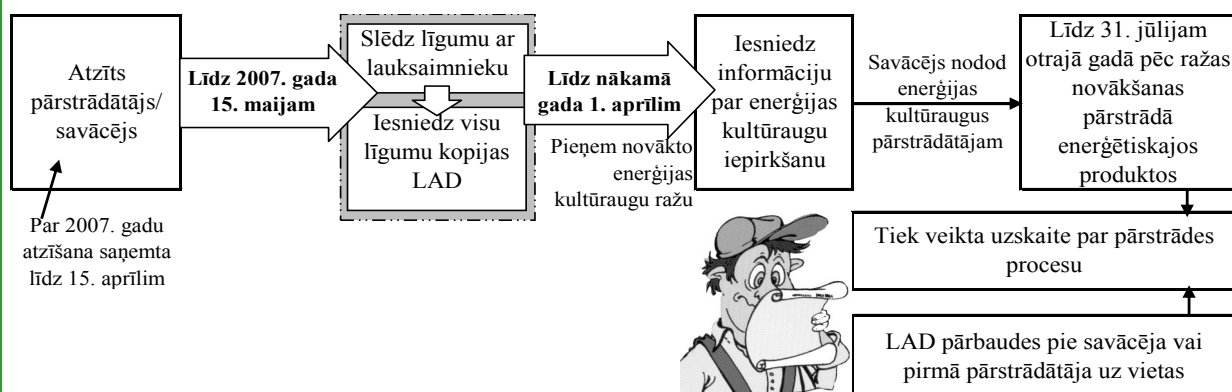 Atzīts
pārstrādātājs/
savācējs
Par 2007. gadu
atzīšana saņemta
līdz 15. aprīlim
Līdz 2007. gada
15. maijam
Slēdz līgumu ar
lauksaimnieku
Iesniedz visu
līgumu kopijas
LAD
Līdz nākamā
gada 1. aprīlim
Pieņem novākto
enerģijas
kultūraugu ražu
Iesniedz
informāciju
par enerģijas
kultūraugu
iepirkšanu
Savācējs nodod
enerģijas
kultūraugus
pārstrādātājam
Līdz 31. jūlijam
otrajā gadā pēc ražas
novākšanas
pārstrādā
enerģētiskajos
produktos
Tiek veikta uzskaite par pārstrādes
procesu
LAD pārbaudes pie savācēja vai
pirmā pārstrādātāja uz vietas